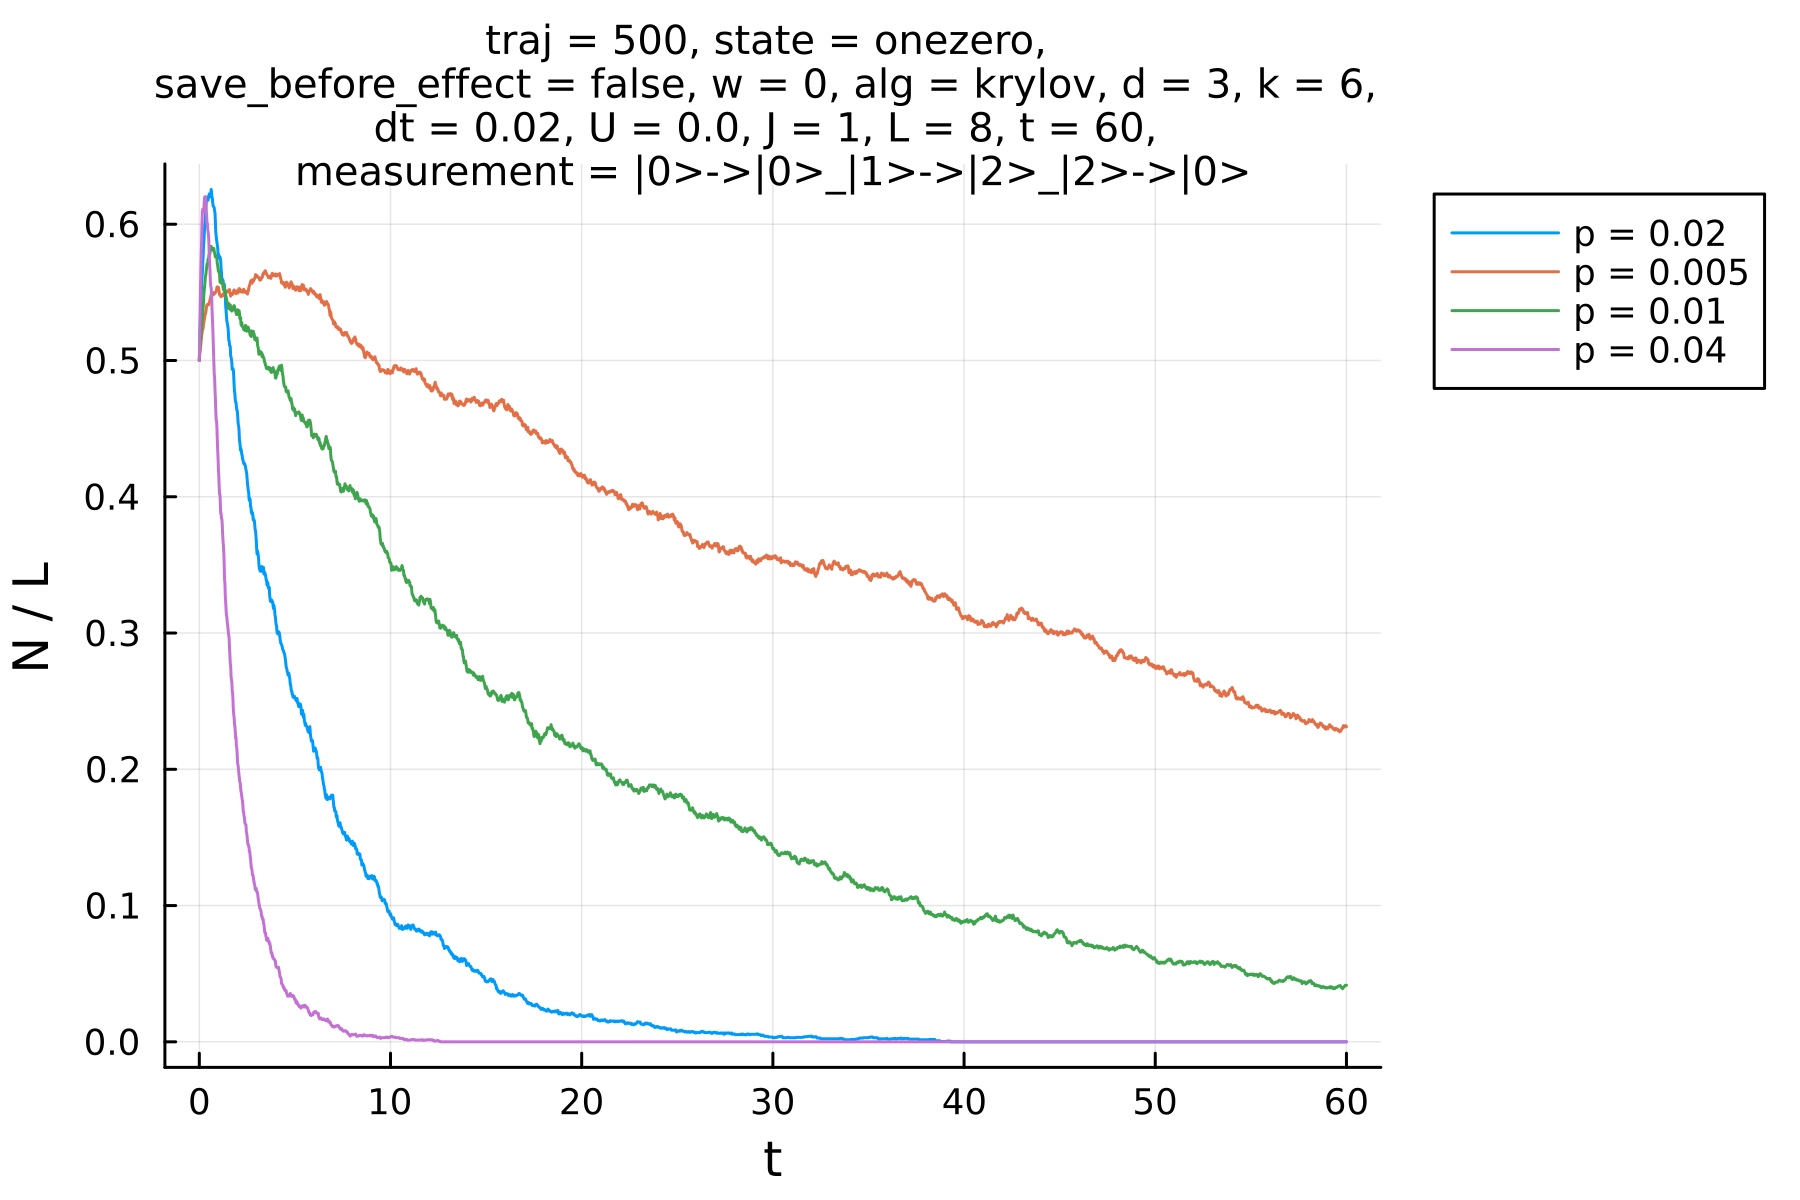 traj = 500, state = onezero,
save_before_effect = false, w = 0, alg = krylov, d = 3, k = 6,
dt = 0.02, U = 0.0, J = 1, L = 8, t = 60,
measurement = |0>->|0>_|1>->|2>_|2>->|0>
p = 0.02
p = 0.005
p = 0.01
p = 0.04
N / L
0.6
0.5
0.4
0.3
0.2
0.1
0.0
0 10 20 30 40 50 60
t